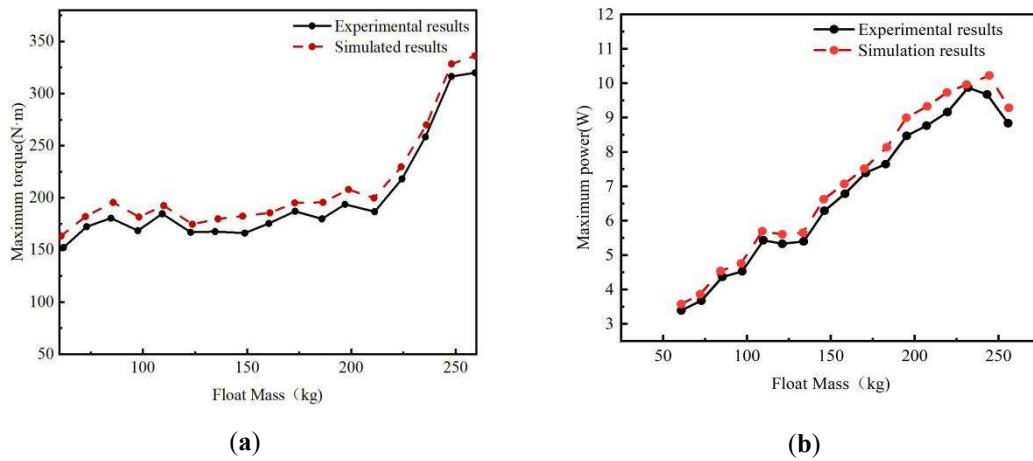 Experimental results
Simulated results
Maximum torque(N·m)
350
300
250
200
150
100
50
100
150
200
250
Float Mass（kg)
(a)
Experimental results
Simulation results
Maximum power(W)
12
11
10
9
8
7
6
5
4
3
50
100
150
200
250
Float Mass（kg)
(b)